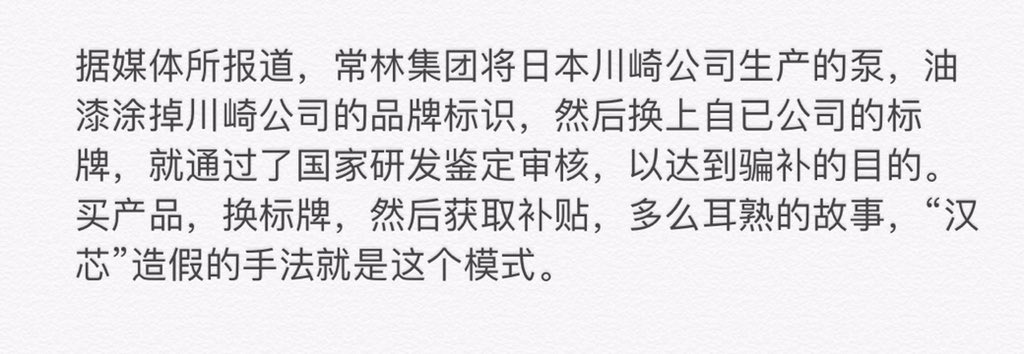 据媒体所报道，常林集团将日本川崎公司生产的泵，油
漆涂掉川崎公司的品牌标识，然后换上自已公司的标
牌，就通过了国家研发鉴定审核，以达到骗补的目的。
买产品，换标牌，然后获取补贴，多么耳熟的故事，“汉
芯”造假的手法就是这个模式。